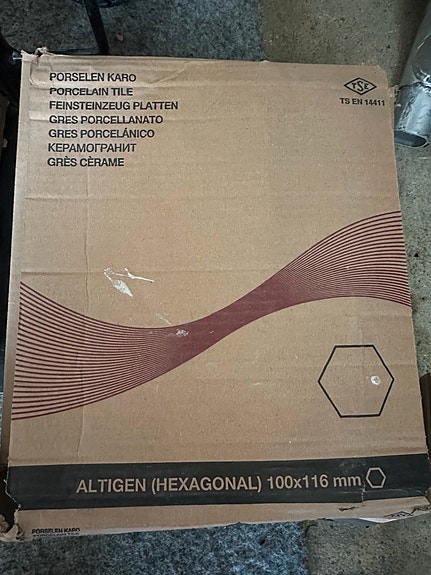 PORSELEN KARO
PORCELAIN TILE
FEINSTEINZEUG PLATTEN
GRES PORCELLANATO
GRES PORCELÁNICO
КЕРАМОГРАНИТ
GRÈS CÈRAME
TSE
TS EN 14411
ALTIGEN (HEXAGONAL) 100x116 mm
PORSELEN KARO